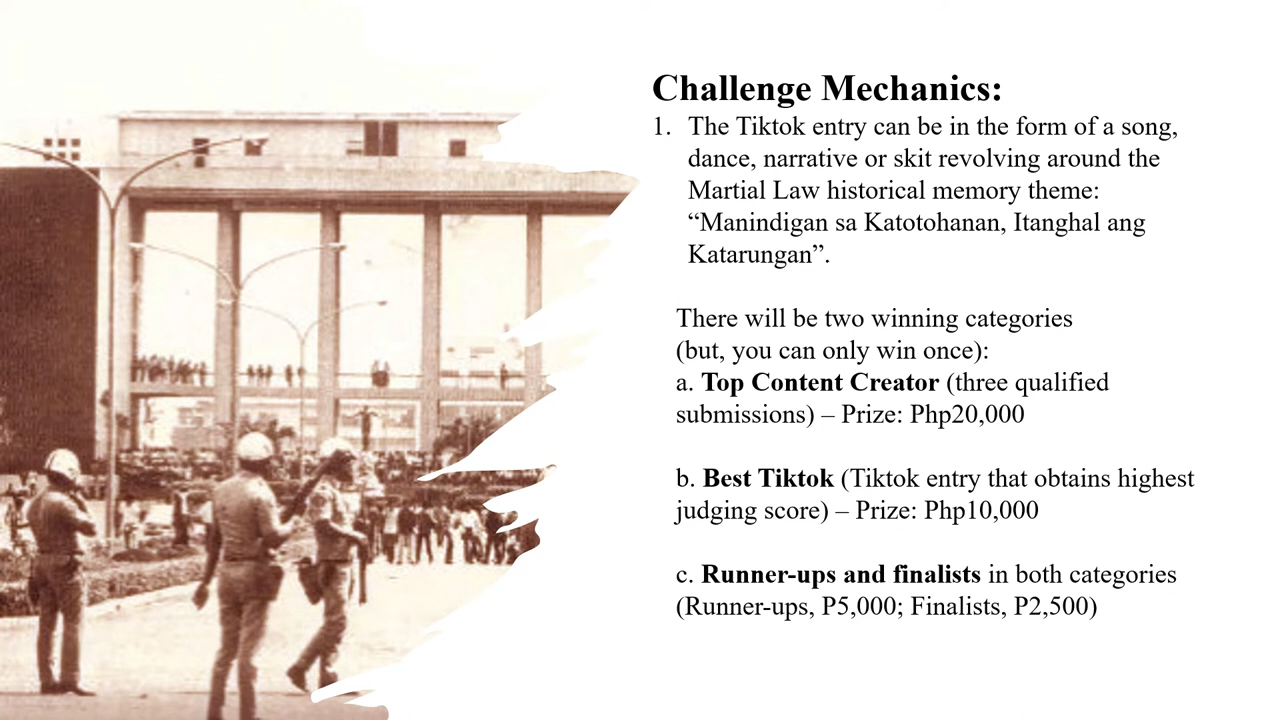 Challenge Mechanics:
1. The Tiktok entry can be in the form of a song,
dance, narrative or skit revolving around the
Martial Law historical memory theme:
“Manindigan sa Katotohanan, Itanghal ang
Katarungan”.
There will be two winning categories
(but, you can only win once):
a. Top Content Creator (three qualified
submissions) – Prize: Php20,000
b. Best Tiktok (Tiktok entry that obtains highest
judging score) – Prize: Php10,000
c. Runner-ups and finalists in both categories
(Runner-ups, P5,000; Finalists, P2,500)